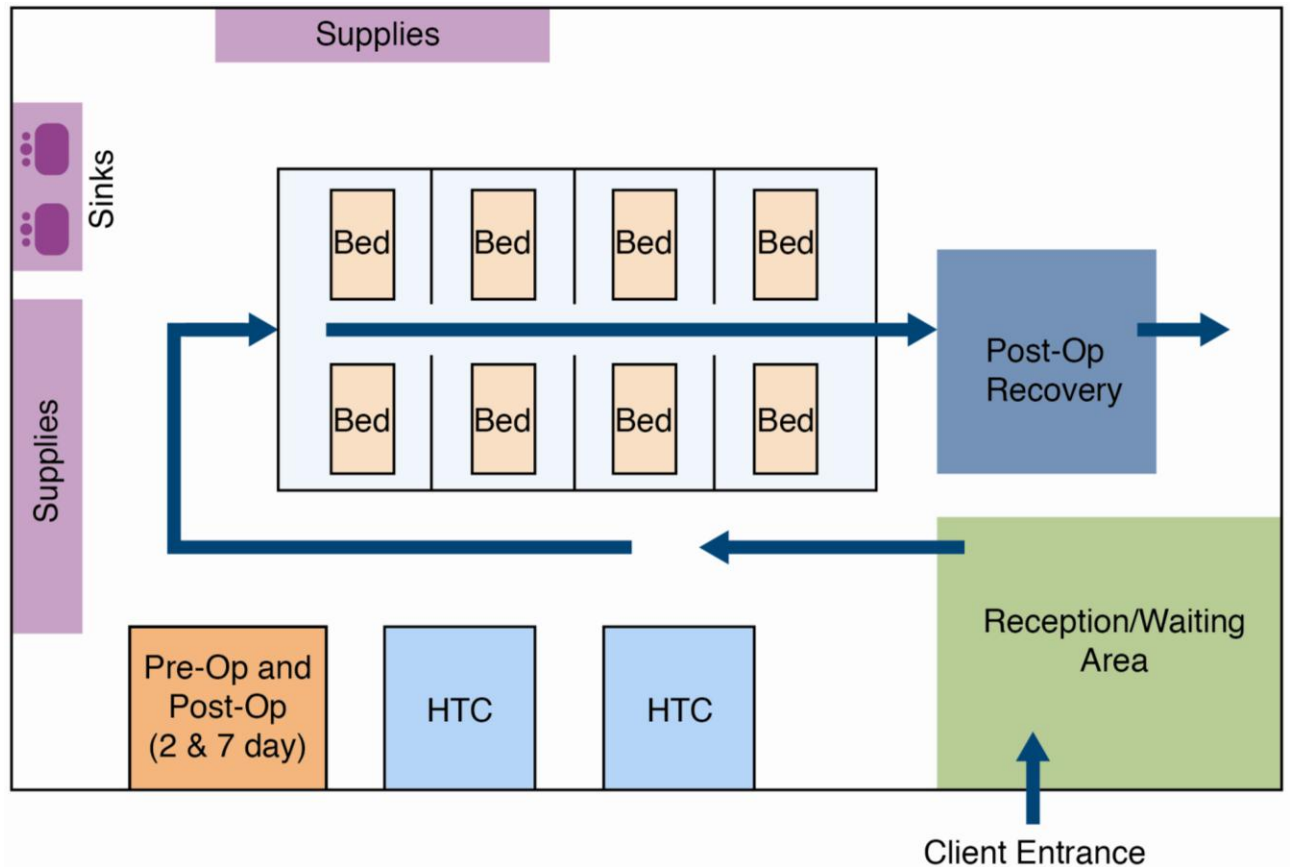 Supplies
Sinks
Supplies
Bed
Bed
Bed
Bed
Bed
Bed
Bed
Bed
Post-Op
Recovery
Reception/Waiting
Area
Pre-Op and
Post-Op
(2 & 7 day)
HTC
HTC
Client Entrance